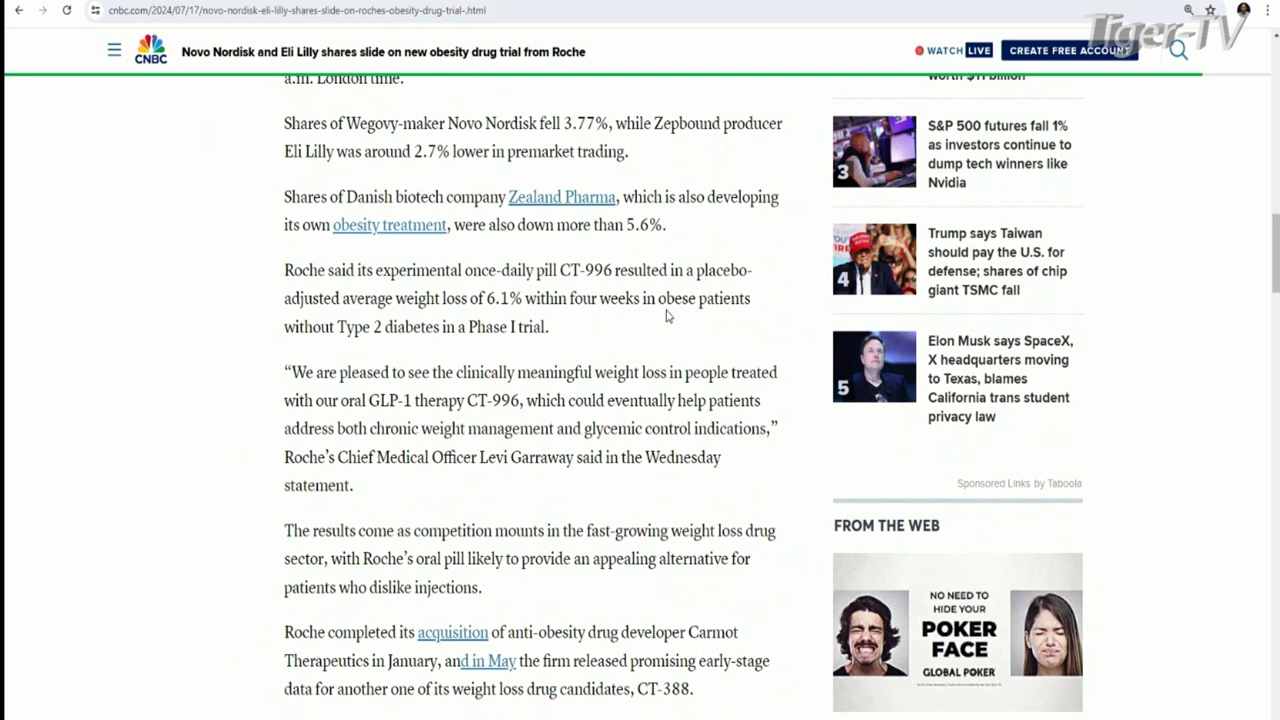 cnbc.com/2024/07/17/novo-nordisk-eli-lilly-shares-slide-on-roches-obesity-drug-trial-.html
Tiger-TV
CNBC
Novo Nordisk and Eli Lilly shares slide on new obesity drug trial from Roche
WATCH LIVE
CREATE FREE ACCOUNT
a.m. London time.
Shares of Wegovy-maker Novo Nordisk fell 3.77%, while Zepbound producer
Eli Lilly was around 2.7% lower in premarket trading.
Shares of Danish biotech company Zealand Pharma, which is also developing
its own obesity treatment, were also down more than 5.6%.
Roche said its experimental once-daily pill CT-996 resulted in a placebo-
adjusted average weight loss of 6.1% within four weeks in obese patients
without Type 2 diabetes in a Phase I trial.
“We are pleased to see the clinically meaningful weight loss in people treated
with our oral GLP-1 therapy CT-996, which could eventually help patients
address both chronic weight management and glycemic control indications,”
Roche’s Chief Medical Officer Levi Garraway said in the Wednesday
statement.
The results come as competition mounts in the fast-growing weight loss drug
sector, with Roche’s oral pill likely to provide an appealing alternative for
patients who dislike injections.
Roche completed its acquisition of anti-obesity drug developer Carmot
Therapeutics in January, and in May the firm released promising early-stage
data for another one of its weight loss drug candidates, CT-388.
worth $11 billion
3
S&P 500 futures fall 1%
as investors continue to
dump tech winners like
Nvidia
4
Trump says Taiwan
should pay the U.S. for
defense; shares of chip
giant TSMC fall
5
Elon Musk says SpaceX,
X headquarters moving
to Texas, blames
California trans student
privacy law
Sponsored Links by Taboola
FROM THE WEB
NO NEED TO
HIDE YOUR
POKER
FACE
GLOBAL POKER